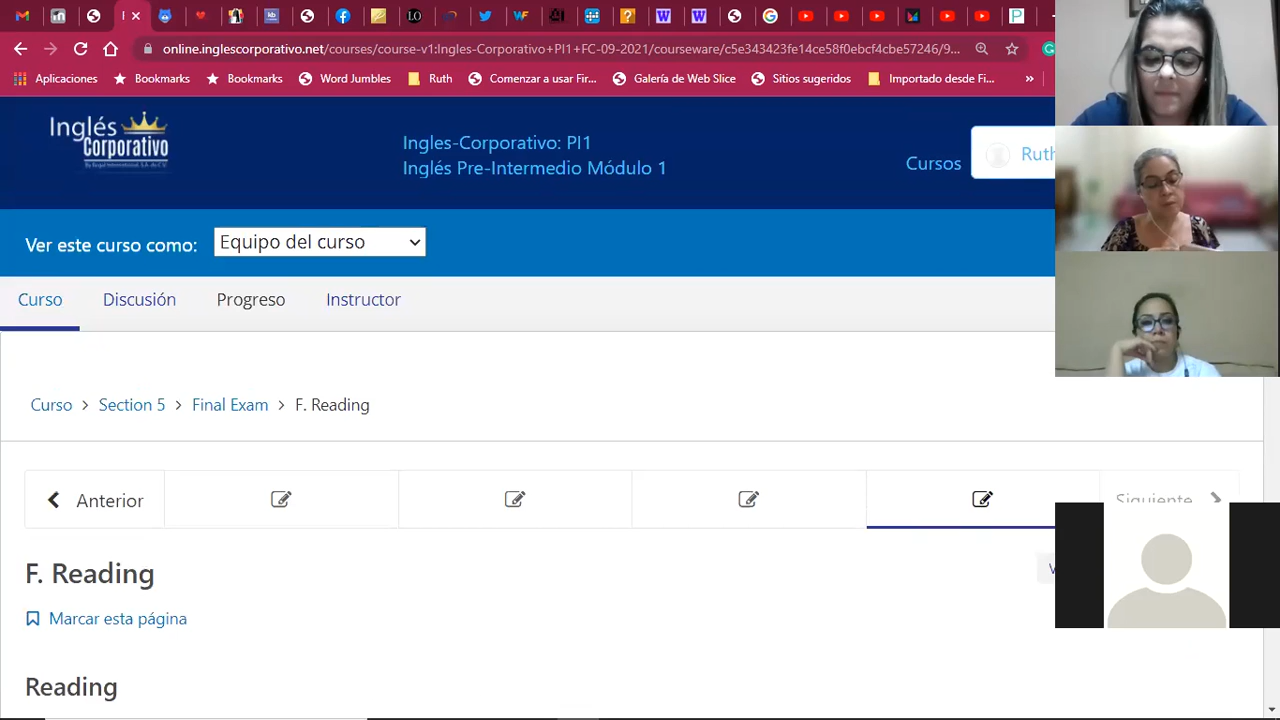 online.inglescorporativo.net/courses/course-v1:Ingles-Corporativo+PI1+FC-09-2021/courseware/c5e343423fe14ce58f0ebcf4cbe57246/9...
Aplicaciones Bookmarks Bookmarks Word Jumbles Ruth Comenzar a usar Fir... Galería de Web Slice Sitios sugeridos Importado desde Fi... »
Inglés
Corporativo
Ingles-Corporativo: PI1
Inglés Pre-Intermedio Módulo 1
Cursos
Ruth
Ver este curso como: Equipo del curso
Curso Discusión Progreso Instructor
Curso > Section 5 > Final Exam > F. Reading
Anterior
Siguiente
F. Reading
Marcar esta página
Reading